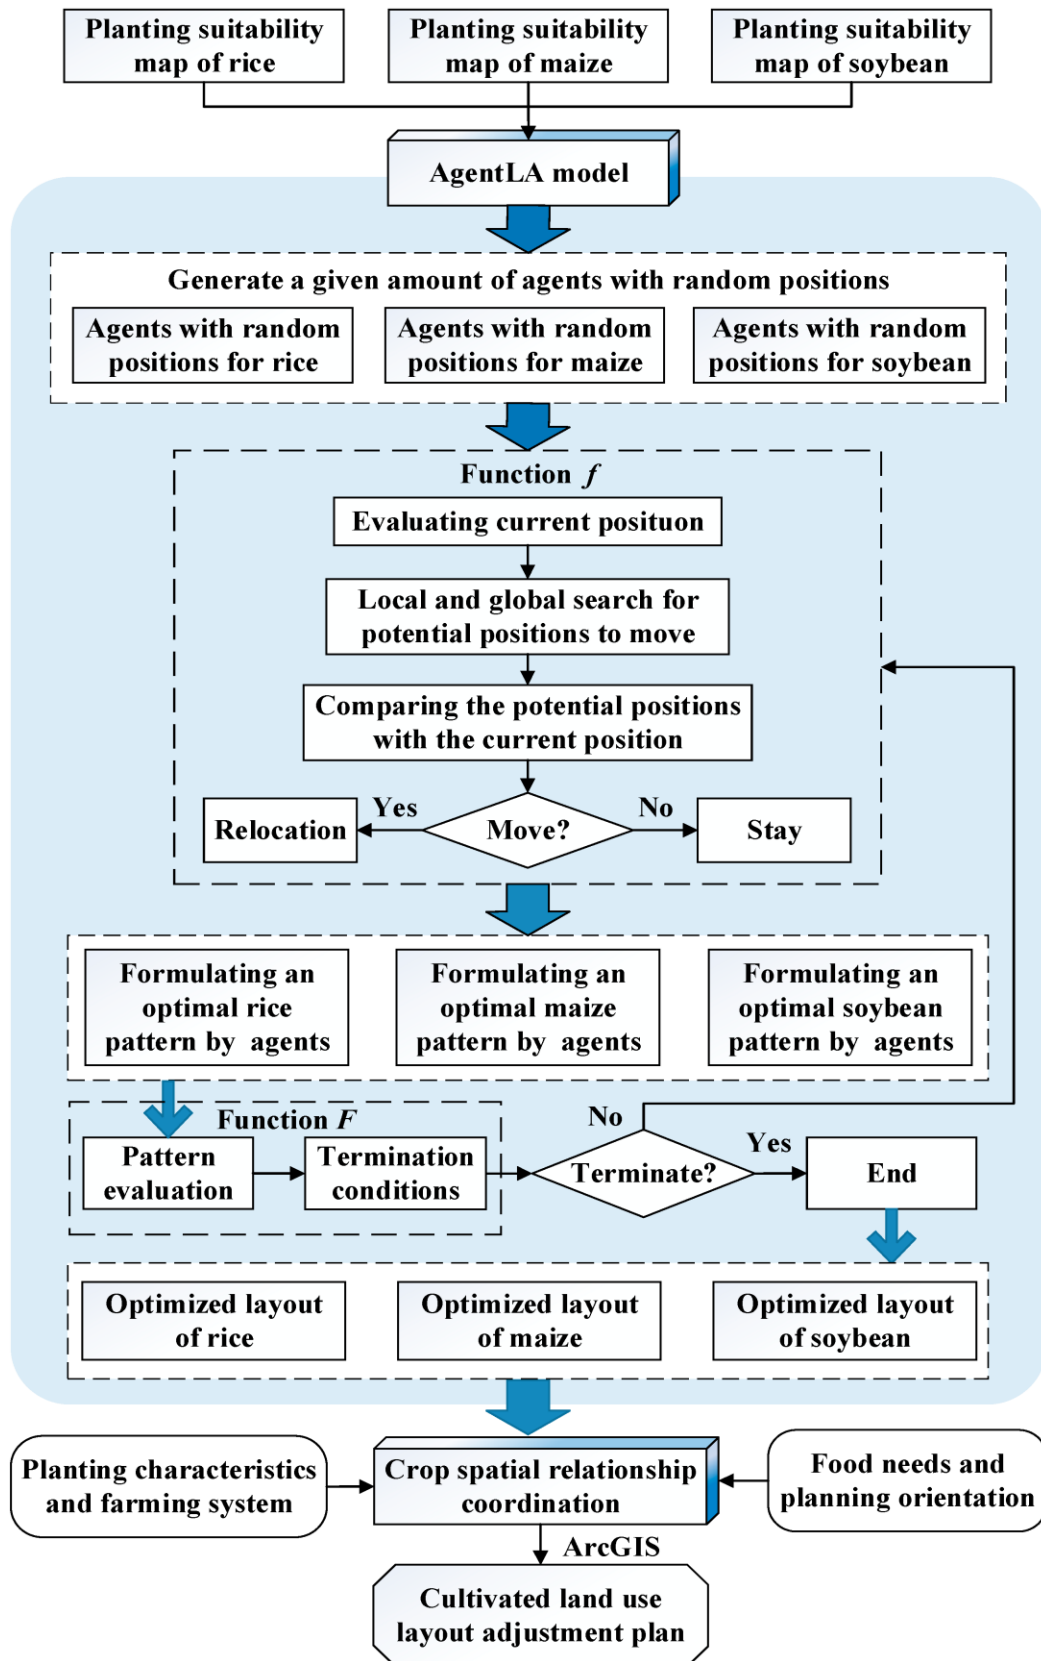 Planting suitability
map of rice
Planting suitability
map of maize
Planting suitability
map of soybean
AgentLA model
Generate a given amount of agents with random positions
Agents with random
positions for rice
Agents with random
positions for maize
Agents with random
positions for soybean
Function f
Evaluating current posituon
Local and global search for
potential positions to move
Comparing the potential positions
with the current position
Yes
No
Relocation
Move?
Stay
Formulating an
optimal rice
pattern by agents
Formulating an
optimal maize
pattern by agents
Formulating an
optimal soybean
pattern by agents
Function F
Pattern
evaluation
Termination
conditions
No
Terminate?
Yes
End
Optimized layout
of rice
Optimized layout
of maize
Optimized layout
of soybean
Planting characteristics
and farming system
Crop spatial relationship
coordination
Food needs and
planning orientation
ArcGIS
Cultivated land use
layout adjustment plan